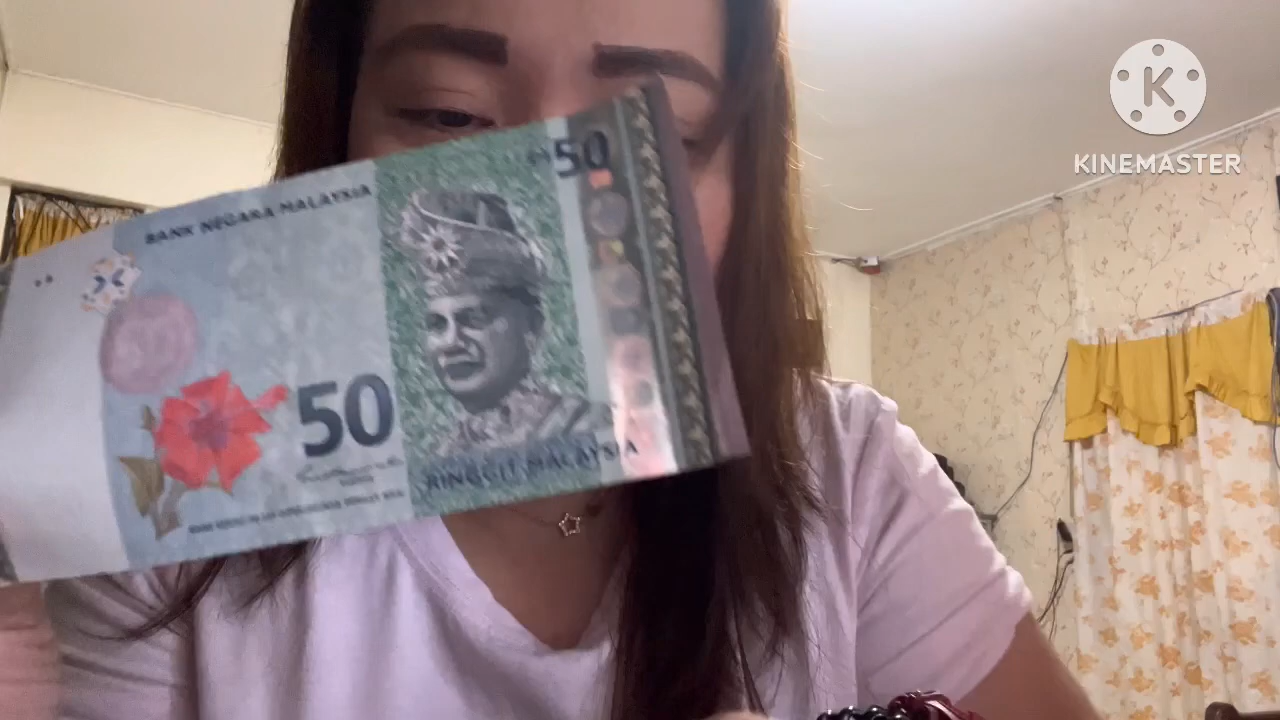 K
KINEMASTER
50
BANK NEGARA MALAYSIA
50
RINGGIT MALAYSIA